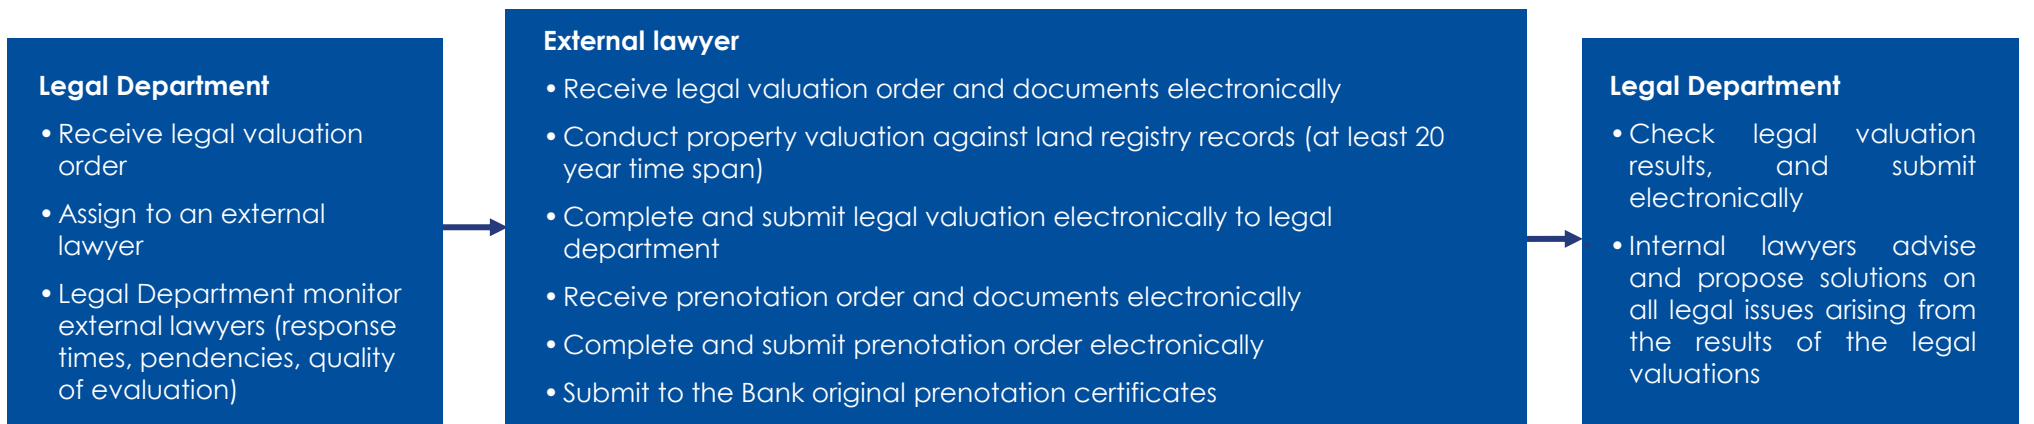 Legal Department
• Receive legal valuation
order
• Assign to an external
lawyer
• Legal Department monitor
external lawyers (response
times, pendencies, quality
of evaluation)
External lawyer
• Receive legal valuation order and documents electronically
• Conduct property valuation against land registry records (at least 20
year time span)
• Complete and submit legal valuation electronically to legal
department
• Receive prenotation order and documents electronically
• Complete and submit prenotation order electronically
• Submit to the Bank original prenotation certificates
Legal Department
• Check legal valuation
results, and submit
electronically
• Internal lawyers advise
and propose solutions on
all legal issues arising from
the results of the legal
valuations